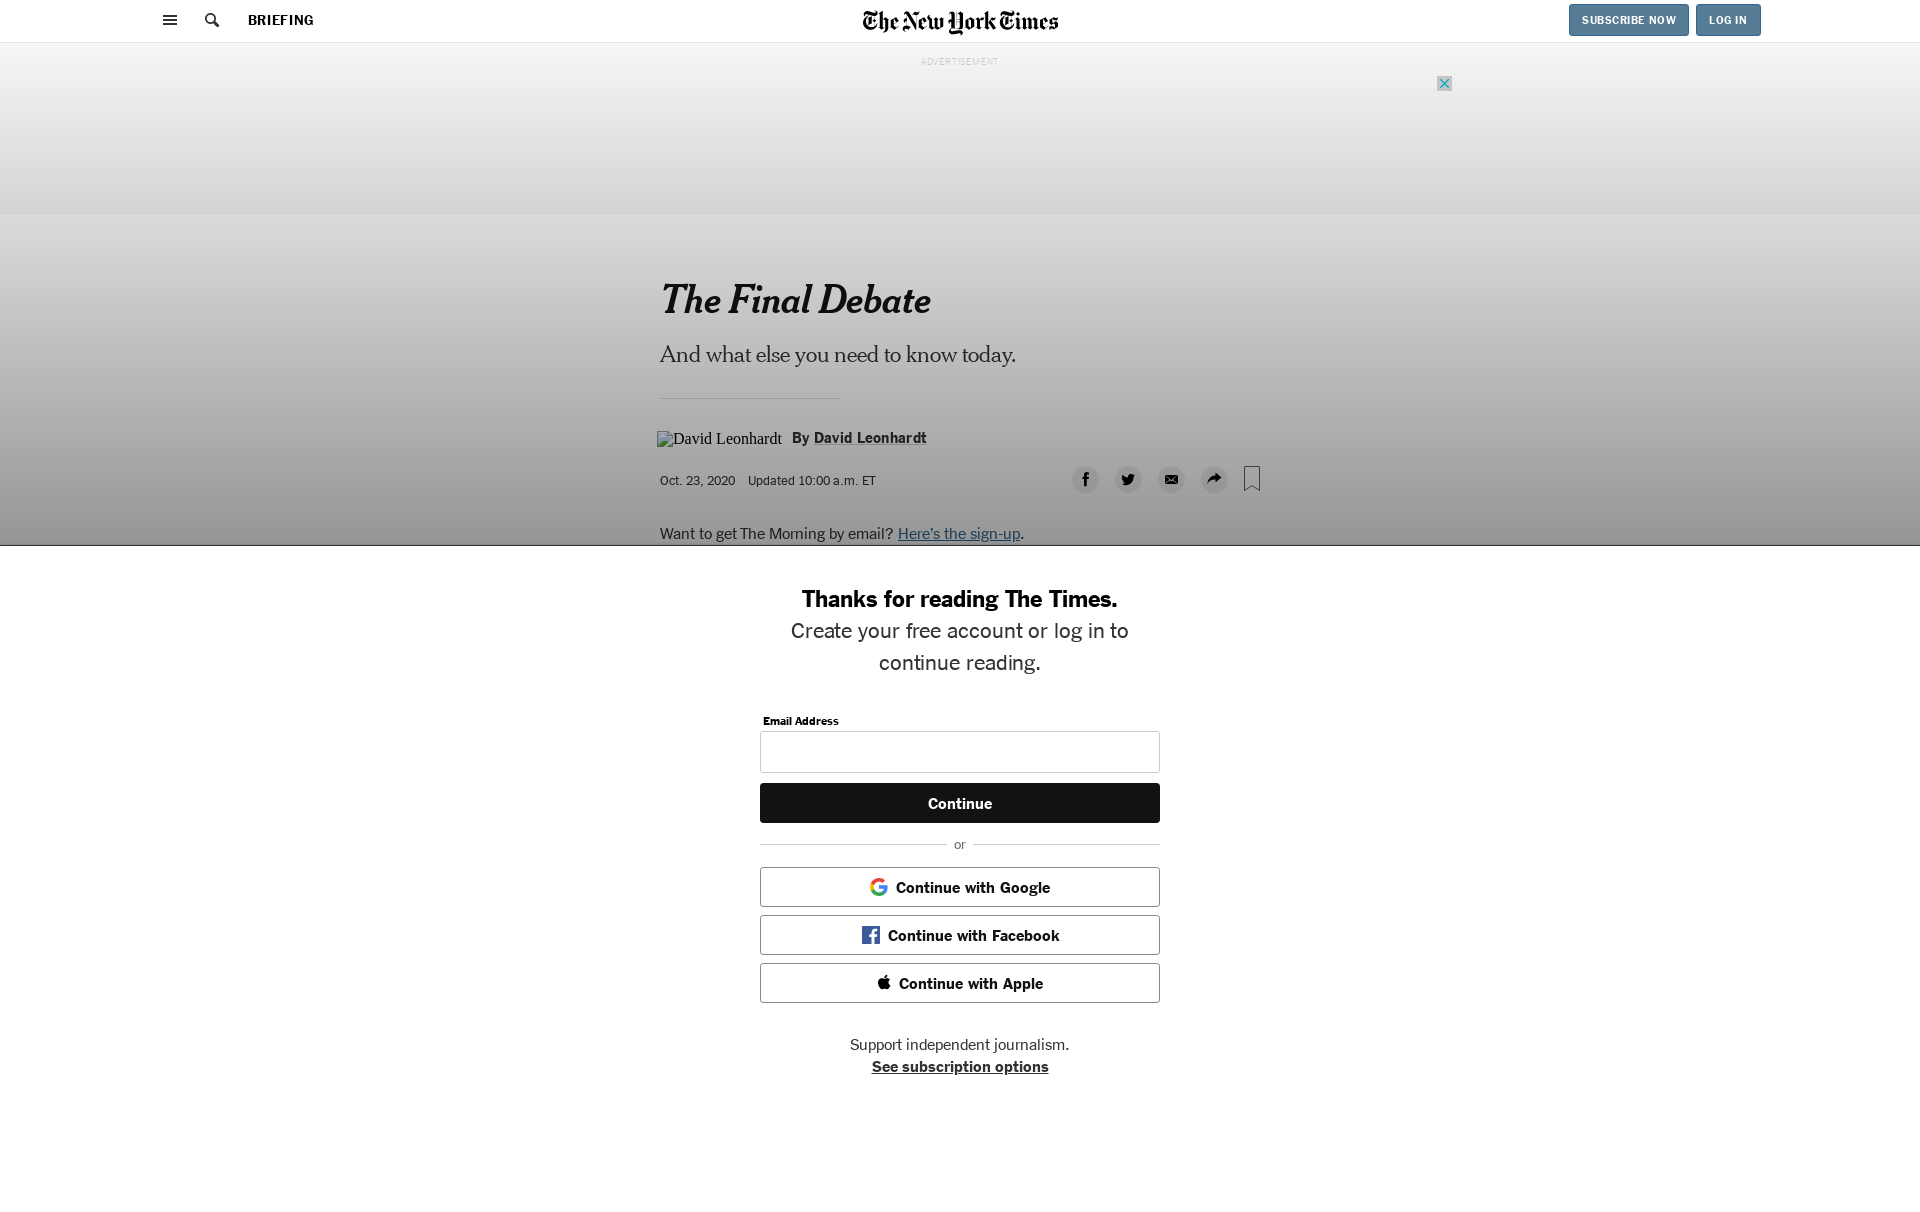 BRIEFING
The New York Times
SUBSCRIBE NOW
LOG IN
ADVERTISEMENT
The Final Debate
And what else you need to know today.
David Leonhardt
By David Leonhardt
Oct. 23, 2020 Updated 10:00 a.m. ET
Want to get The Morning by email? Here's the sign-up.
Thanks for reading The Times.
Create your free account or log in to
continue reading.
Email Address
Continue
or
Continue with Google
Continue with Facebook
Continue with Apple
Support independent journalism.
See subscription options